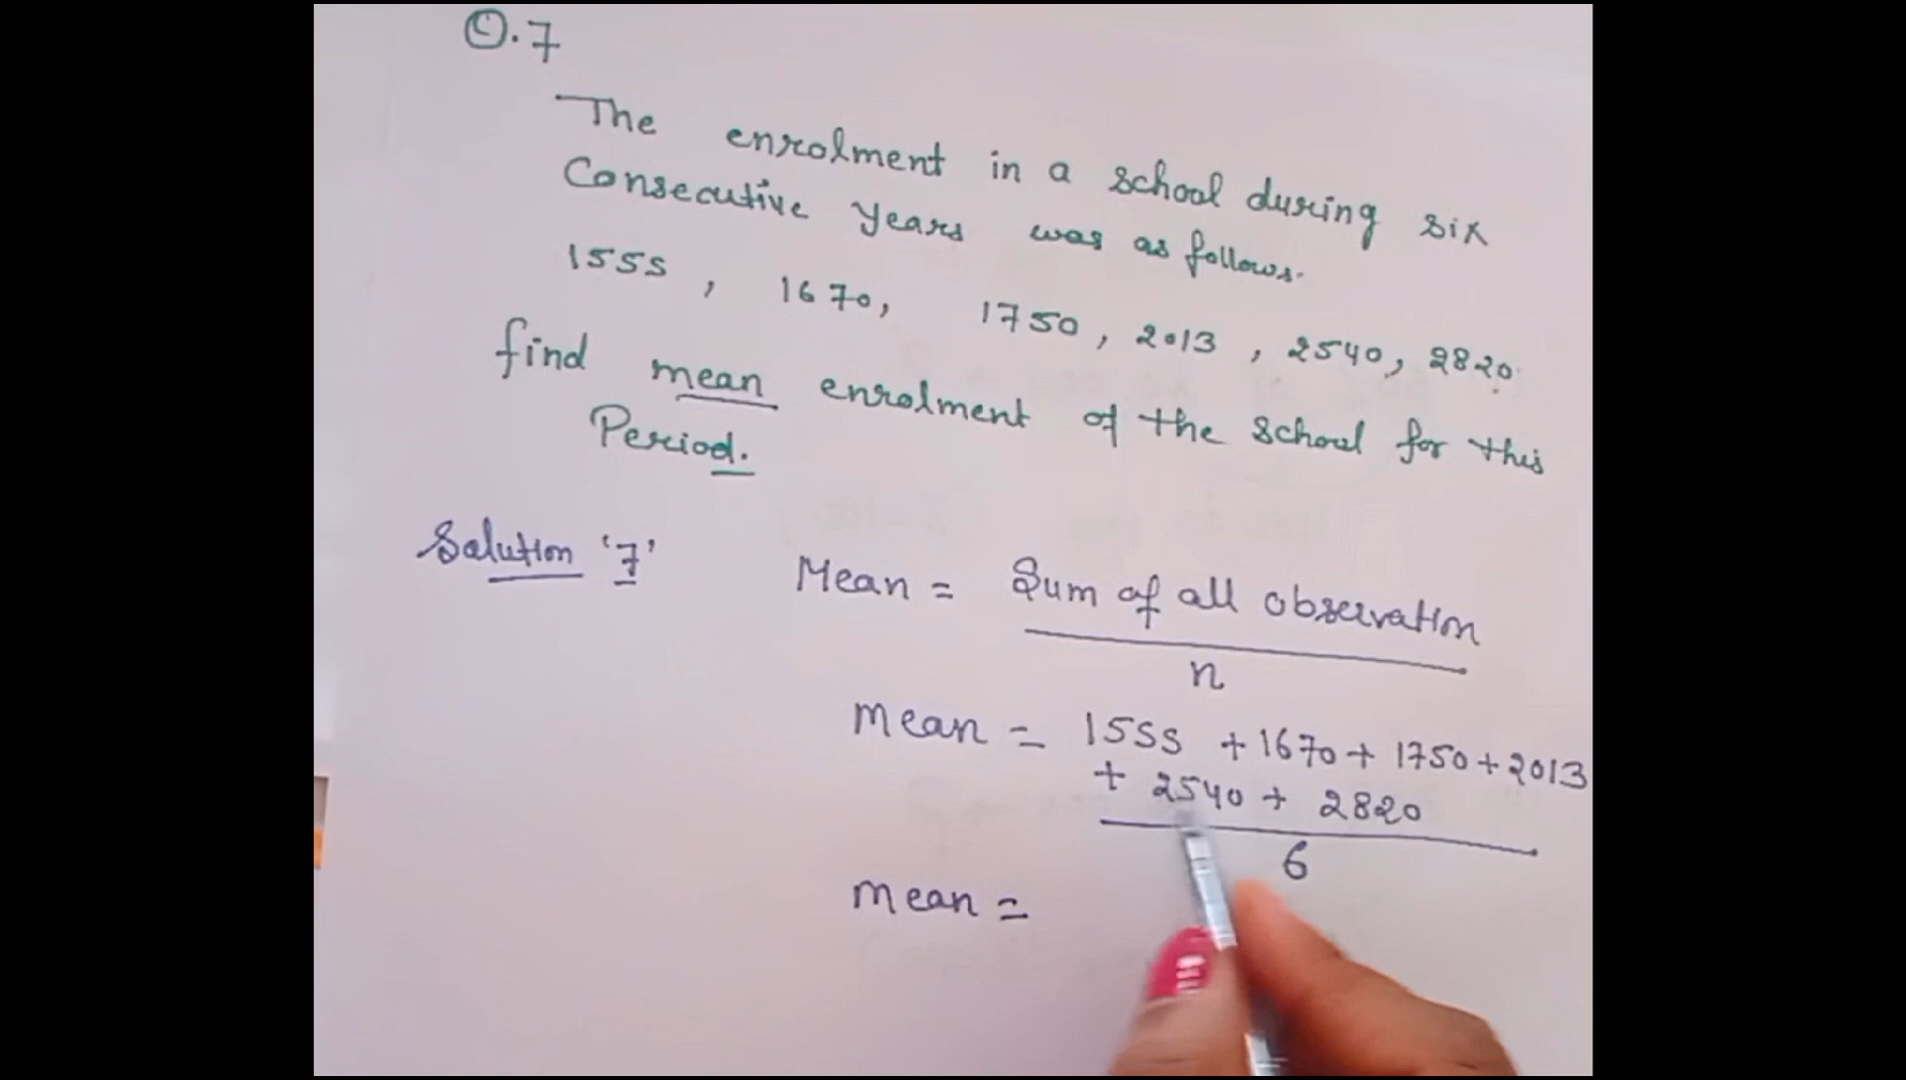 Q.7
The enrolment in a school during six
Consecutive years was as follows.
1555, 1670, 1750, 2013, 2540, 2820.
find mean enrolment of the School for this
Period.
Solution '7'
Mean = Sum of all observation
n
Mean = 1555 + 1670 + 1750 + 2013
+ 2540 + 2820
6
Mean =